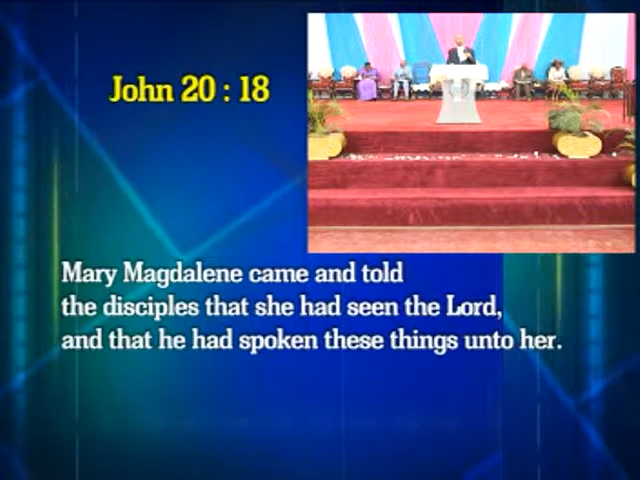 John 20 : 18
Mary Magdalene came and told
the disciples that she had seen the Lord,
and that he had spoken these things unto her.